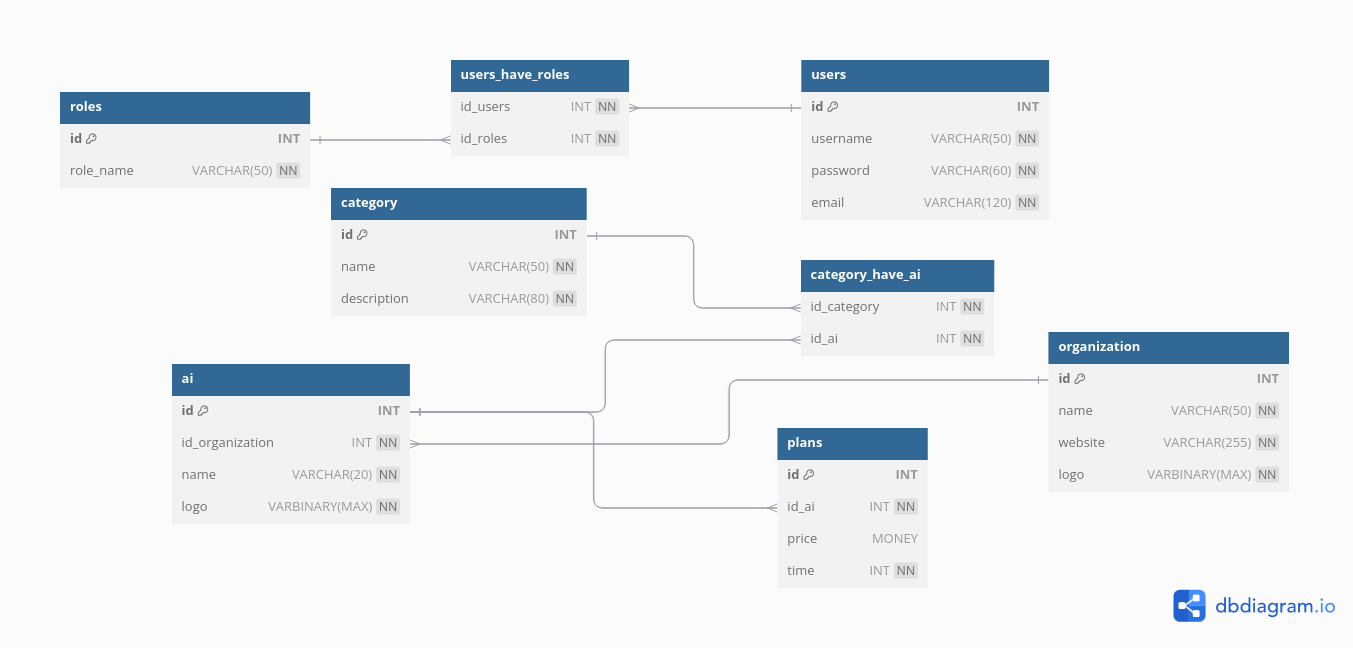 users_have_roles
id_users INT NN
id_roles INT NN
users
id INT
username VARCHAR(50) NN
password VARCHAR(60) NN
email VARCHAR(120) NN
roles
id INT
role_name VARCHAR(50) NN
category
id INT
name VARCHAR(50) NN
description VARCHAR(80) NN
category_have_ai
id_category INT NN
id_ai INT NN
organization
id INT
name VARCHAR(50) NN
website VARCHAR(255) NN
logo VARBINARY(MAX) NN
ai
id INT
id_organization INT NN
name VARCHAR(20) NN
logo VARBINARY(MAX) NN
plans
id INT
id_ai INT NN
price MONEY
time INT NN
dbdiagram.io